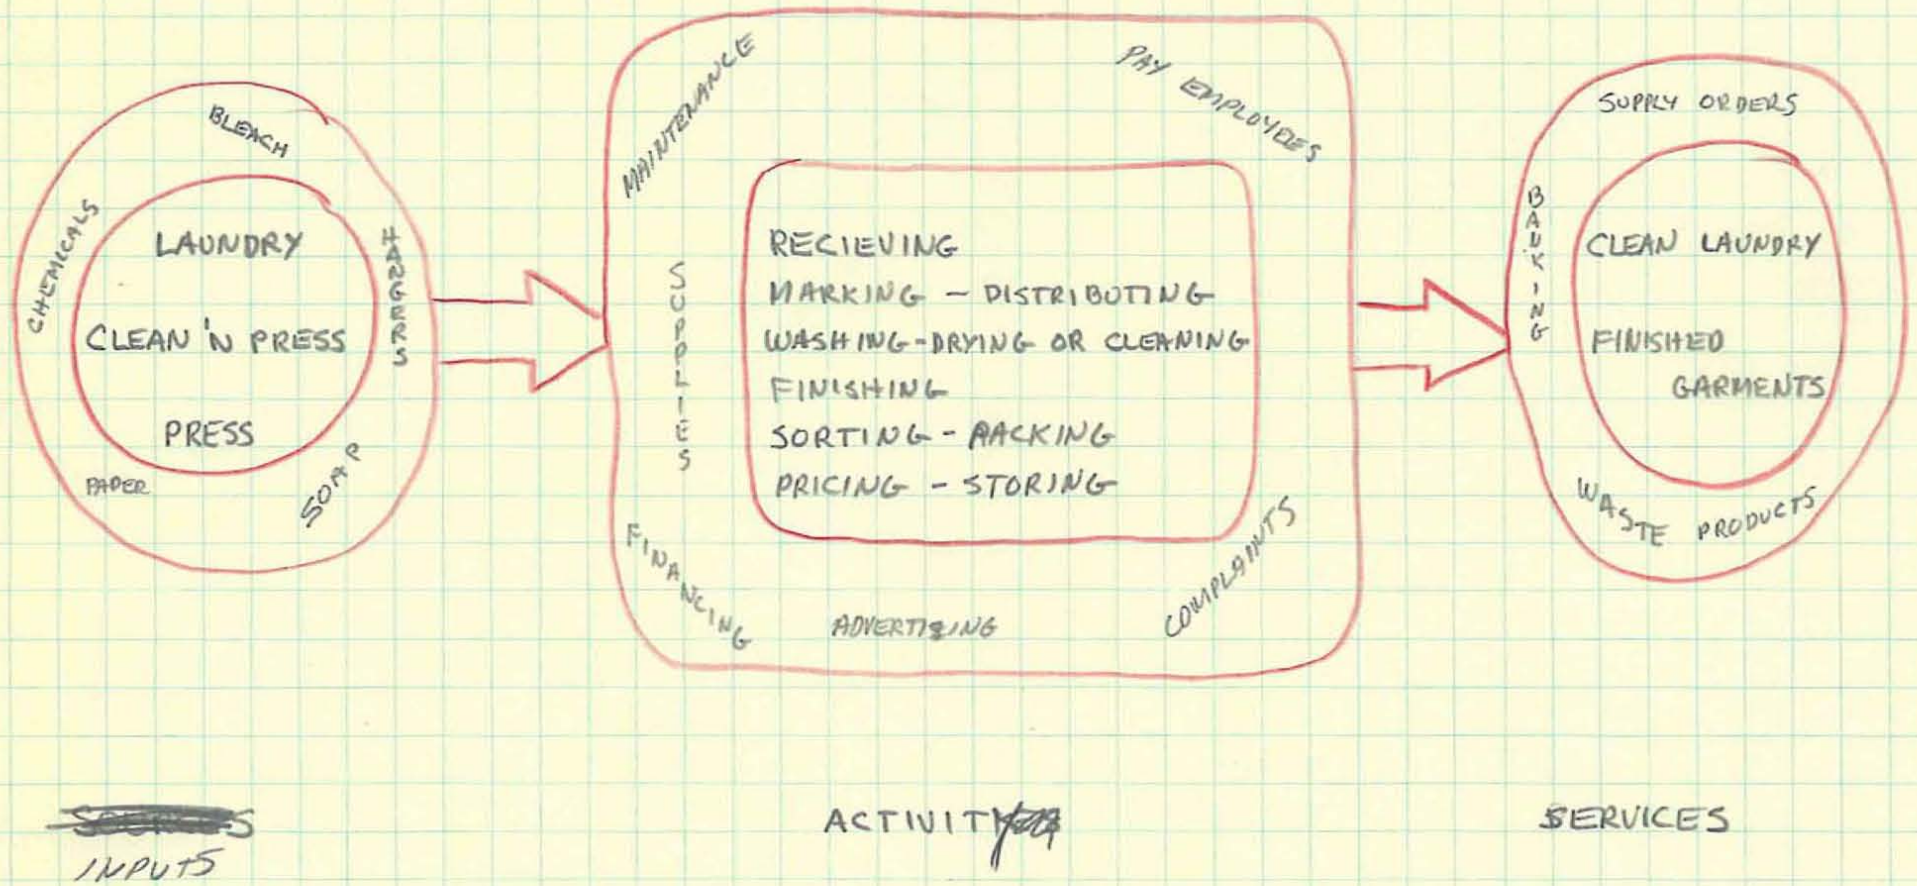 BLEACH
CHEMICALS
HANGERS
LAUNDRY
CLEAN 'N PRESS
PRESS
PAPER
SOAP
MAINTENANCE
PAY EMPLOYEES
SUPPLIES
RECIEVING
MARKING - DISTRIBUTING
WASHING-DRYING OR CLEANING
FINISHING
SORTING - RACKING
PRICING - STORING
FINANCING
ADVERTISING
COMPLAINTS
SUPPLY ORDERS
BANKING
CLEAN LAUNDRY
FINISHED
GARMENTS
WASTE PRODUCTS
INPUTS
ACTIVITY
SERVICES